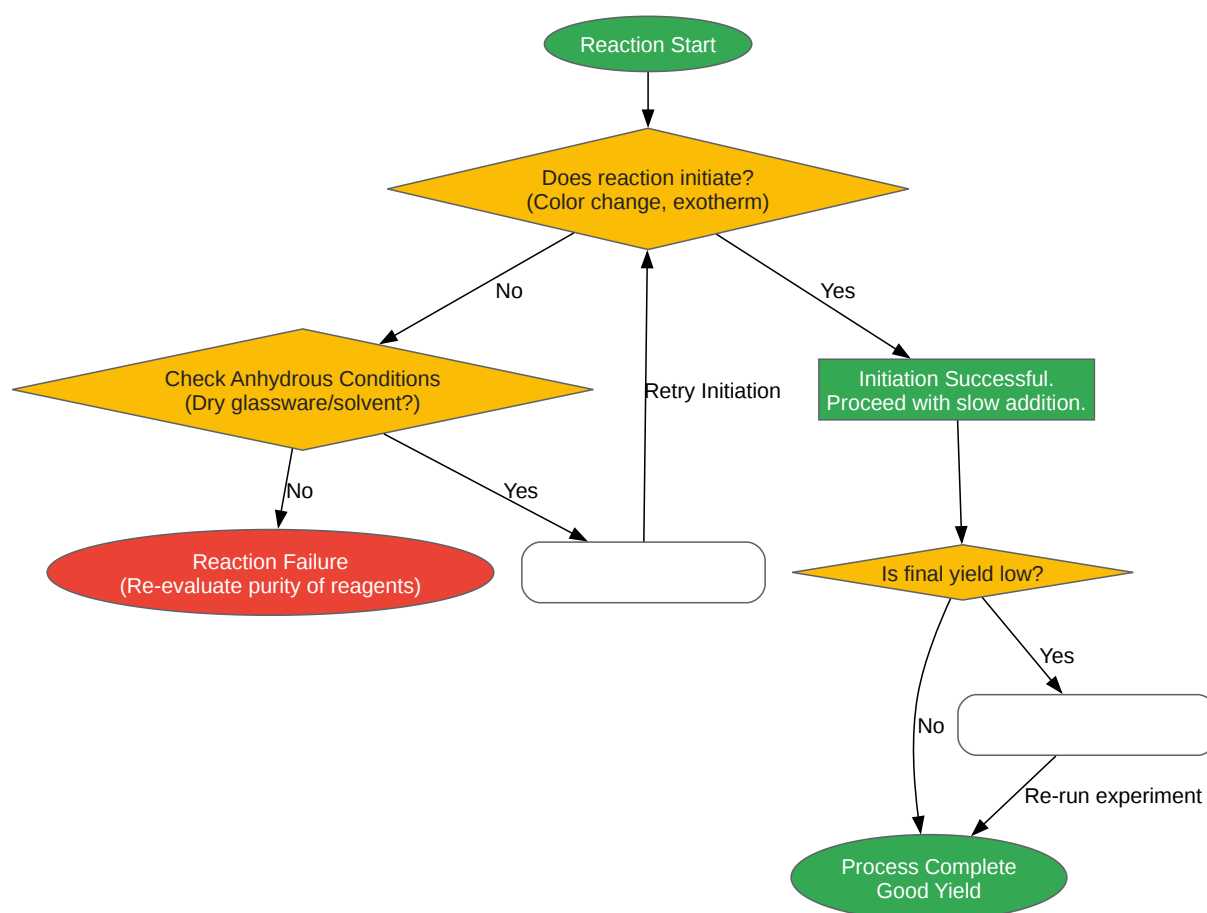 Reaction Start
Does reaction initiate?
(Color change, exotherm)
No
Yes
Check Anhydrous Conditions
(Dry glassware/solvent?)
Retry Initiation
Initiation Successful.
Proceed with slow addition.
No
Yes
Reaction Failure
(Re-evaluate purity of reagents)
Is final yield low?
Yes
No
Re-run experiment
Process Complete
Good Yield